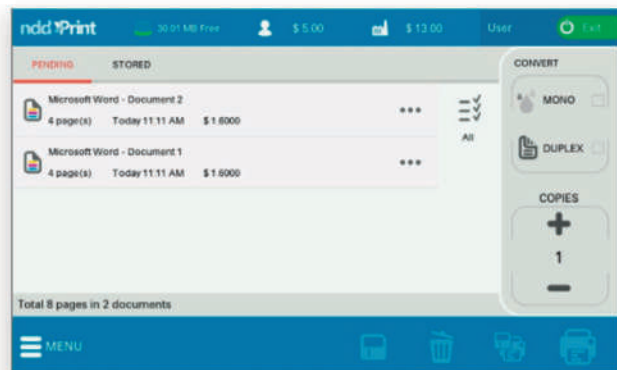 ndd Print 30.01 MB Free $ 5.00 $ 13.00 User Exit
PENDING STORED
CONVERT
Microsoft Word - Document 2
4 page(s) Today 11:11 AM $ 1.6000
All
MONO
Microsoft Word - Document 1
4 page(s) Today 11:11 AM $ 1.6000
DUPLEX
COPIES
1
Total 8 pages in 2 documents
MENU